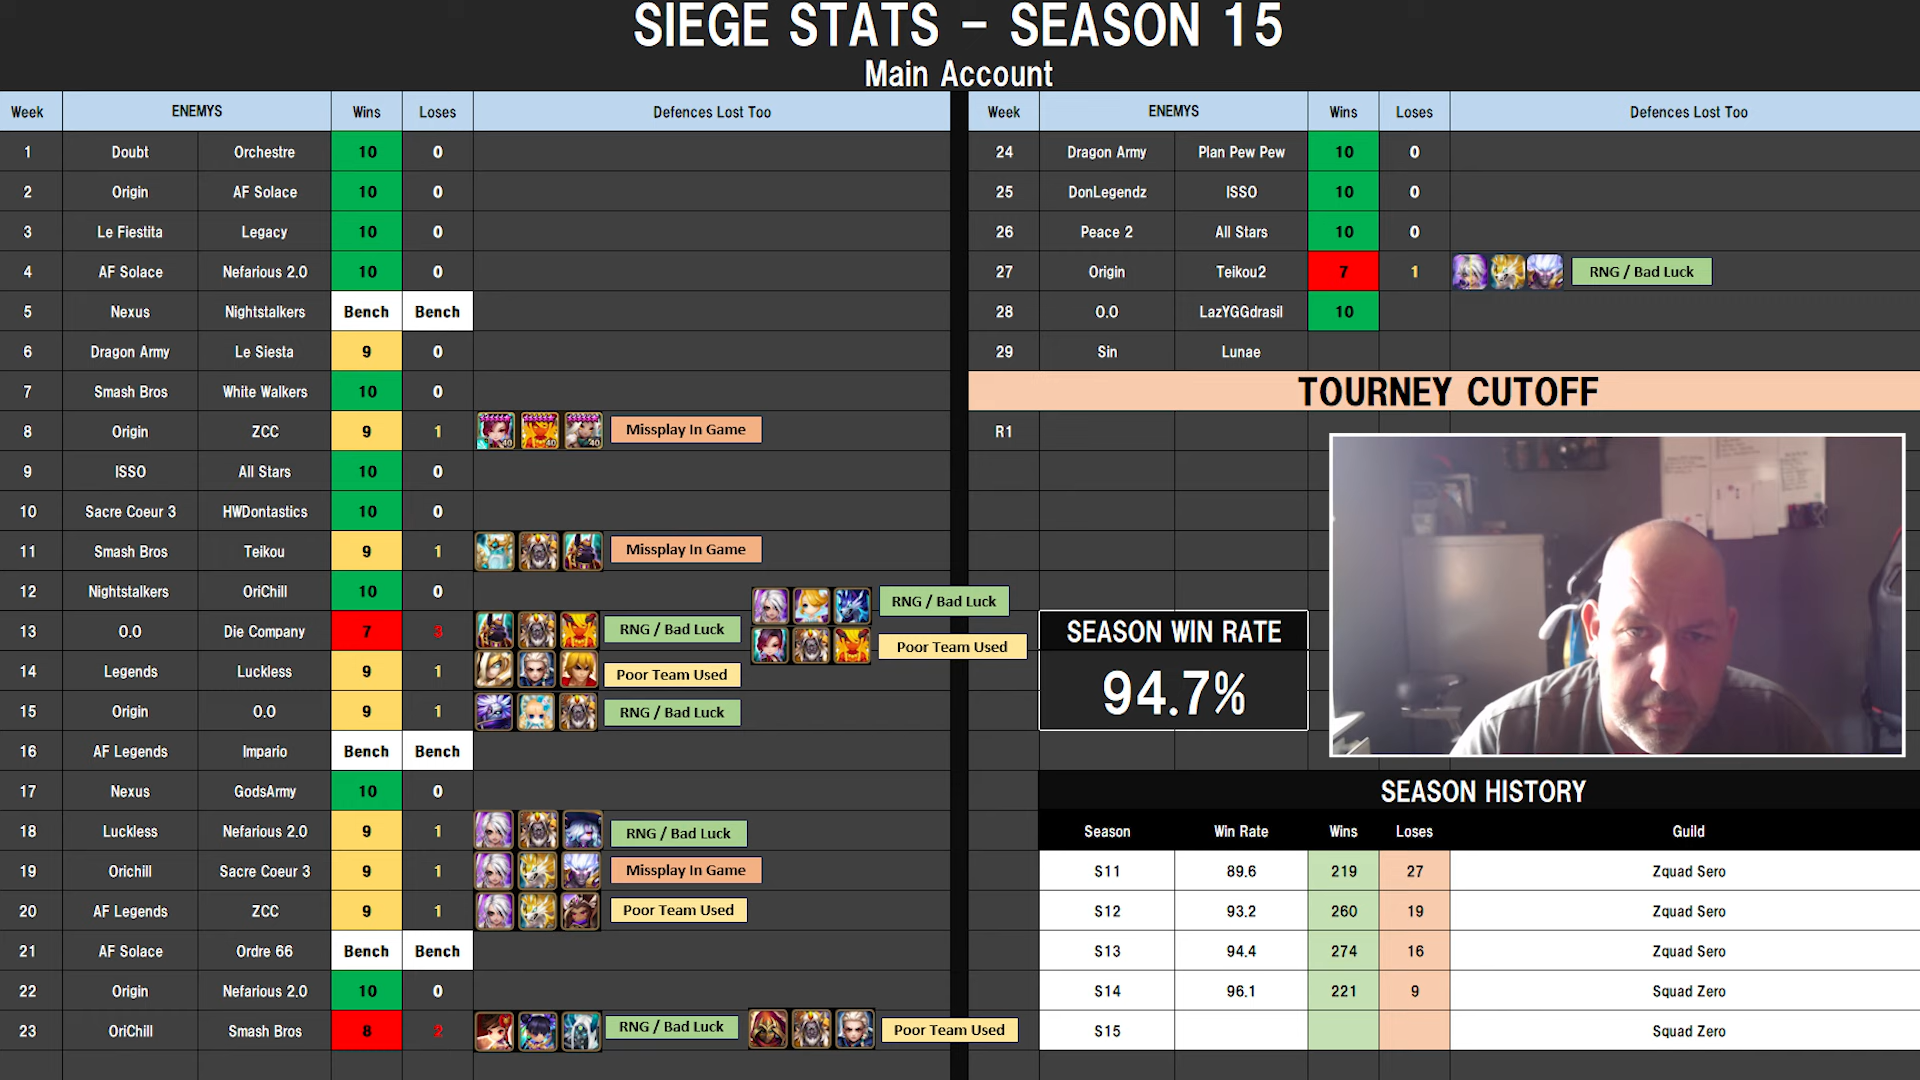 SIEGE STATS - SEASON 15
Main Account
Week ENEMYS Wins Loses Defences Lost Too
1 Doubt Orchestre 10 0
2 Origin AF Solace 10 0
3 Le Fiestita Legacy 10 0
4 AF Solace Nefarious 2.0 10 0
5 Nexus Nightstalkers Bench Bench
6 Dragon Army Le Siesta 9 0
7 Smash Bros White Walkers 10 0
8 Origin ZCC 9 1 40 40 40 Missplay In Game
9 ISSO All Stars 10 0
10 Sacre Coeur 3 HWDontastics 10 0
11 Smash Bros Teikou 9 1 Missplay In Game
12 Nightstalkers OriChill 10 0
RNG / Bad Luck
13 0.0 Die Company 7 3 RNG / Bad Luck
Poor Team Used
14 Legends Luckless 9 1 Poor Team Used
15 Origin 0.0 9 1 RNG / Bad Luck
16 AF Legends Impario Bench Bench
17 Nexus GodsArmy 10 0
18 Luckless Nefarious 2.0 9 1 RNG / Bad Luck
19 Orichill Sacre Coeur 3 9 1 Missplay In Game
20 AF Legends ZCC 9 1 Poor Team Used
21 AF Solace Ordre 66 Bench Bench
22 Origin Nefarious 2.0 10 0
23 OriChill Smash Bros 8 2 RNG / Bad Luck Poor Team Used
Week ENEMYS Wins Loses Defences Lost Too
24 Dragon Army Plan Pew Pew 10 0
25 DonLegendz ISSO 10 0
26 Peace 2 All Stars 10 0
27 Origin Teikou2 7 1 RNG / Bad Luck
28 0.0 LazYGGdrasil 10
29 Sin Lunae
TOURNEY CUTOFF
R1
SEASON WIN RATE
94.7%
SEASON HISTORY
Season Win Rate Wins Loses Guild
S11 89.6 219 27 Zquad Sero
S12 93.2 260 19 Zquad Sero
S13 94.4 274 16 Zquad Sero
S14 96.1 221 9 Squad Zero
S15 Squad Zero